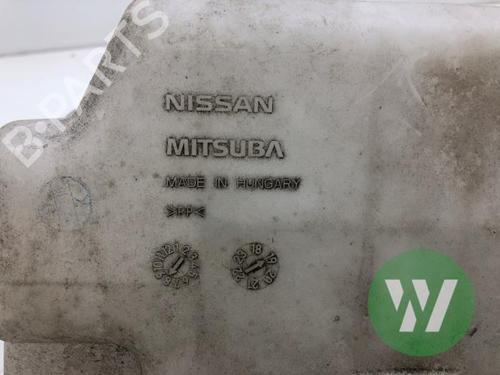 NISSAN
MITSUBA
MADE IN HUNGARY
>PP<
B-PARTS
W